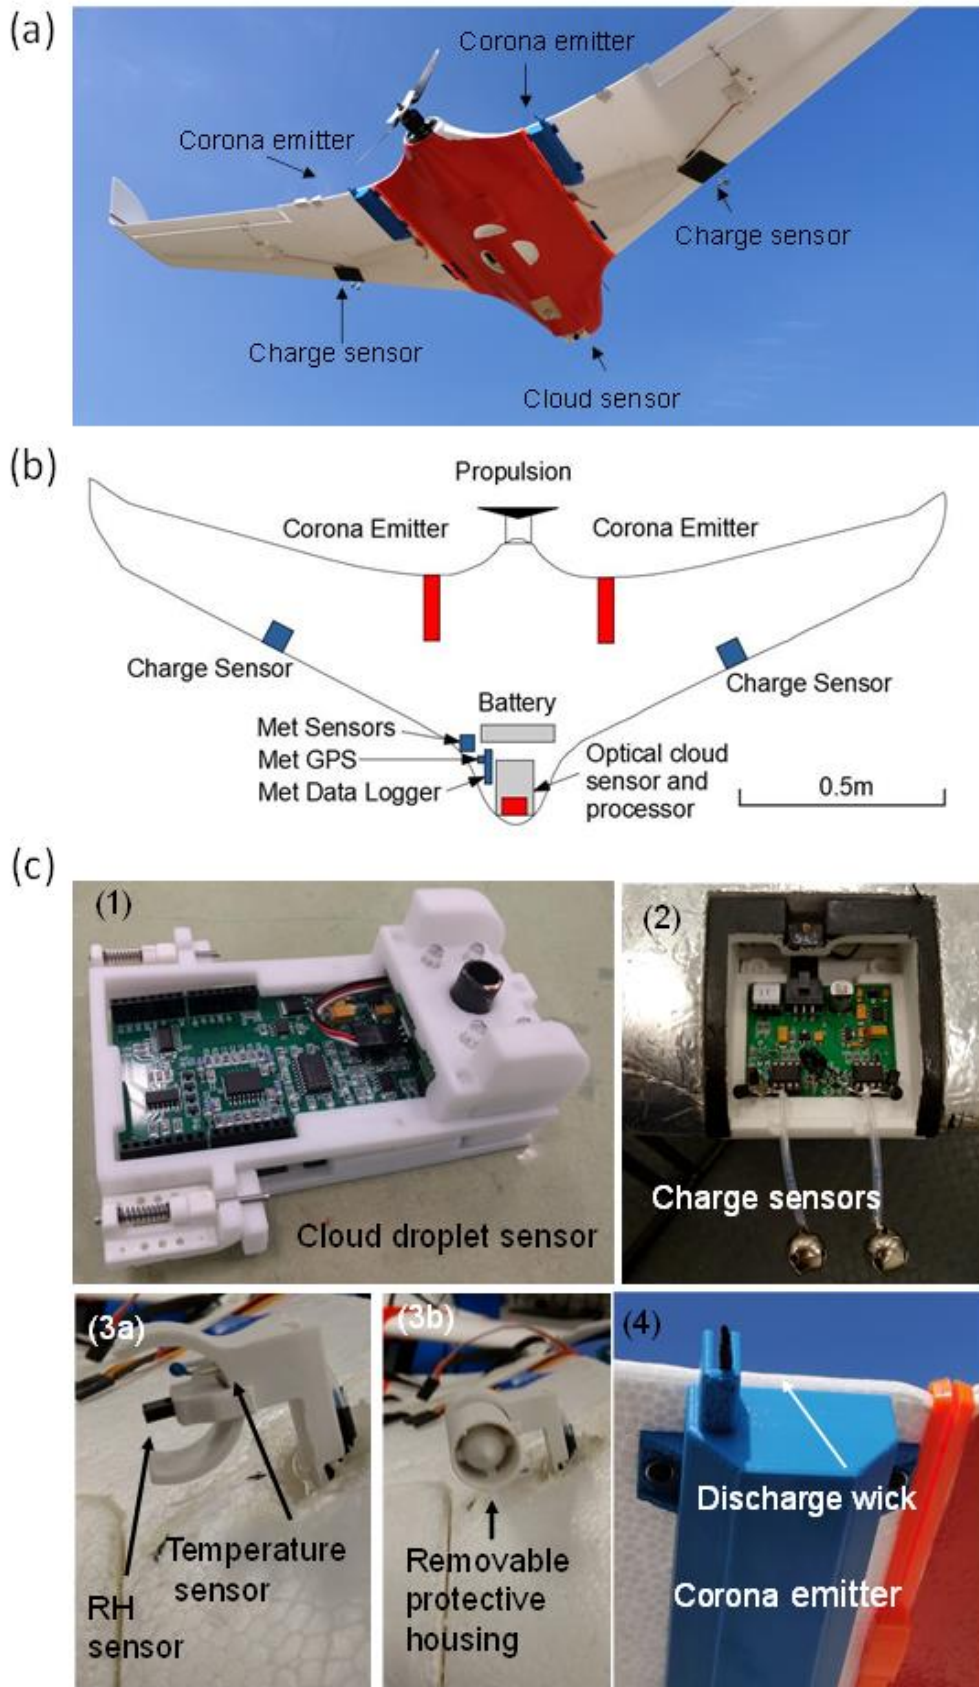 (a)
Corona emitter
Corona emitter
Charge sensor
Charge sensor
Cloud sensor
(b)
Propulsion
Corona Emitter
Corona Emitter
Charge Sensor
Charge Sensor
Battery
Met Sensors
Met GPS
Met Data Logger
Optical cloud
sensor and
processor
0.5m
(c)
(1)
Cloud droplet sensor
(2)
Charge sensors
(3a)
RH
sensor
Temperature
sensor
(3b)
Removable
protective
housing
(4)
Discharge wick
Corona emitter